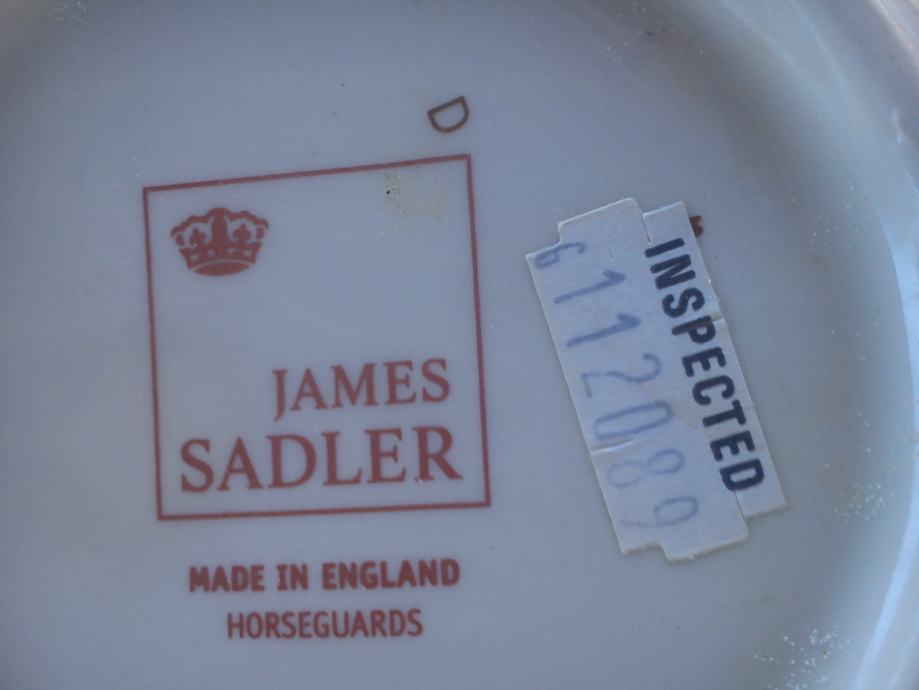 D
JAMES
SADLER
MADE IN ENGLAND
HORSEGUARDS
INSPECTED
6112089